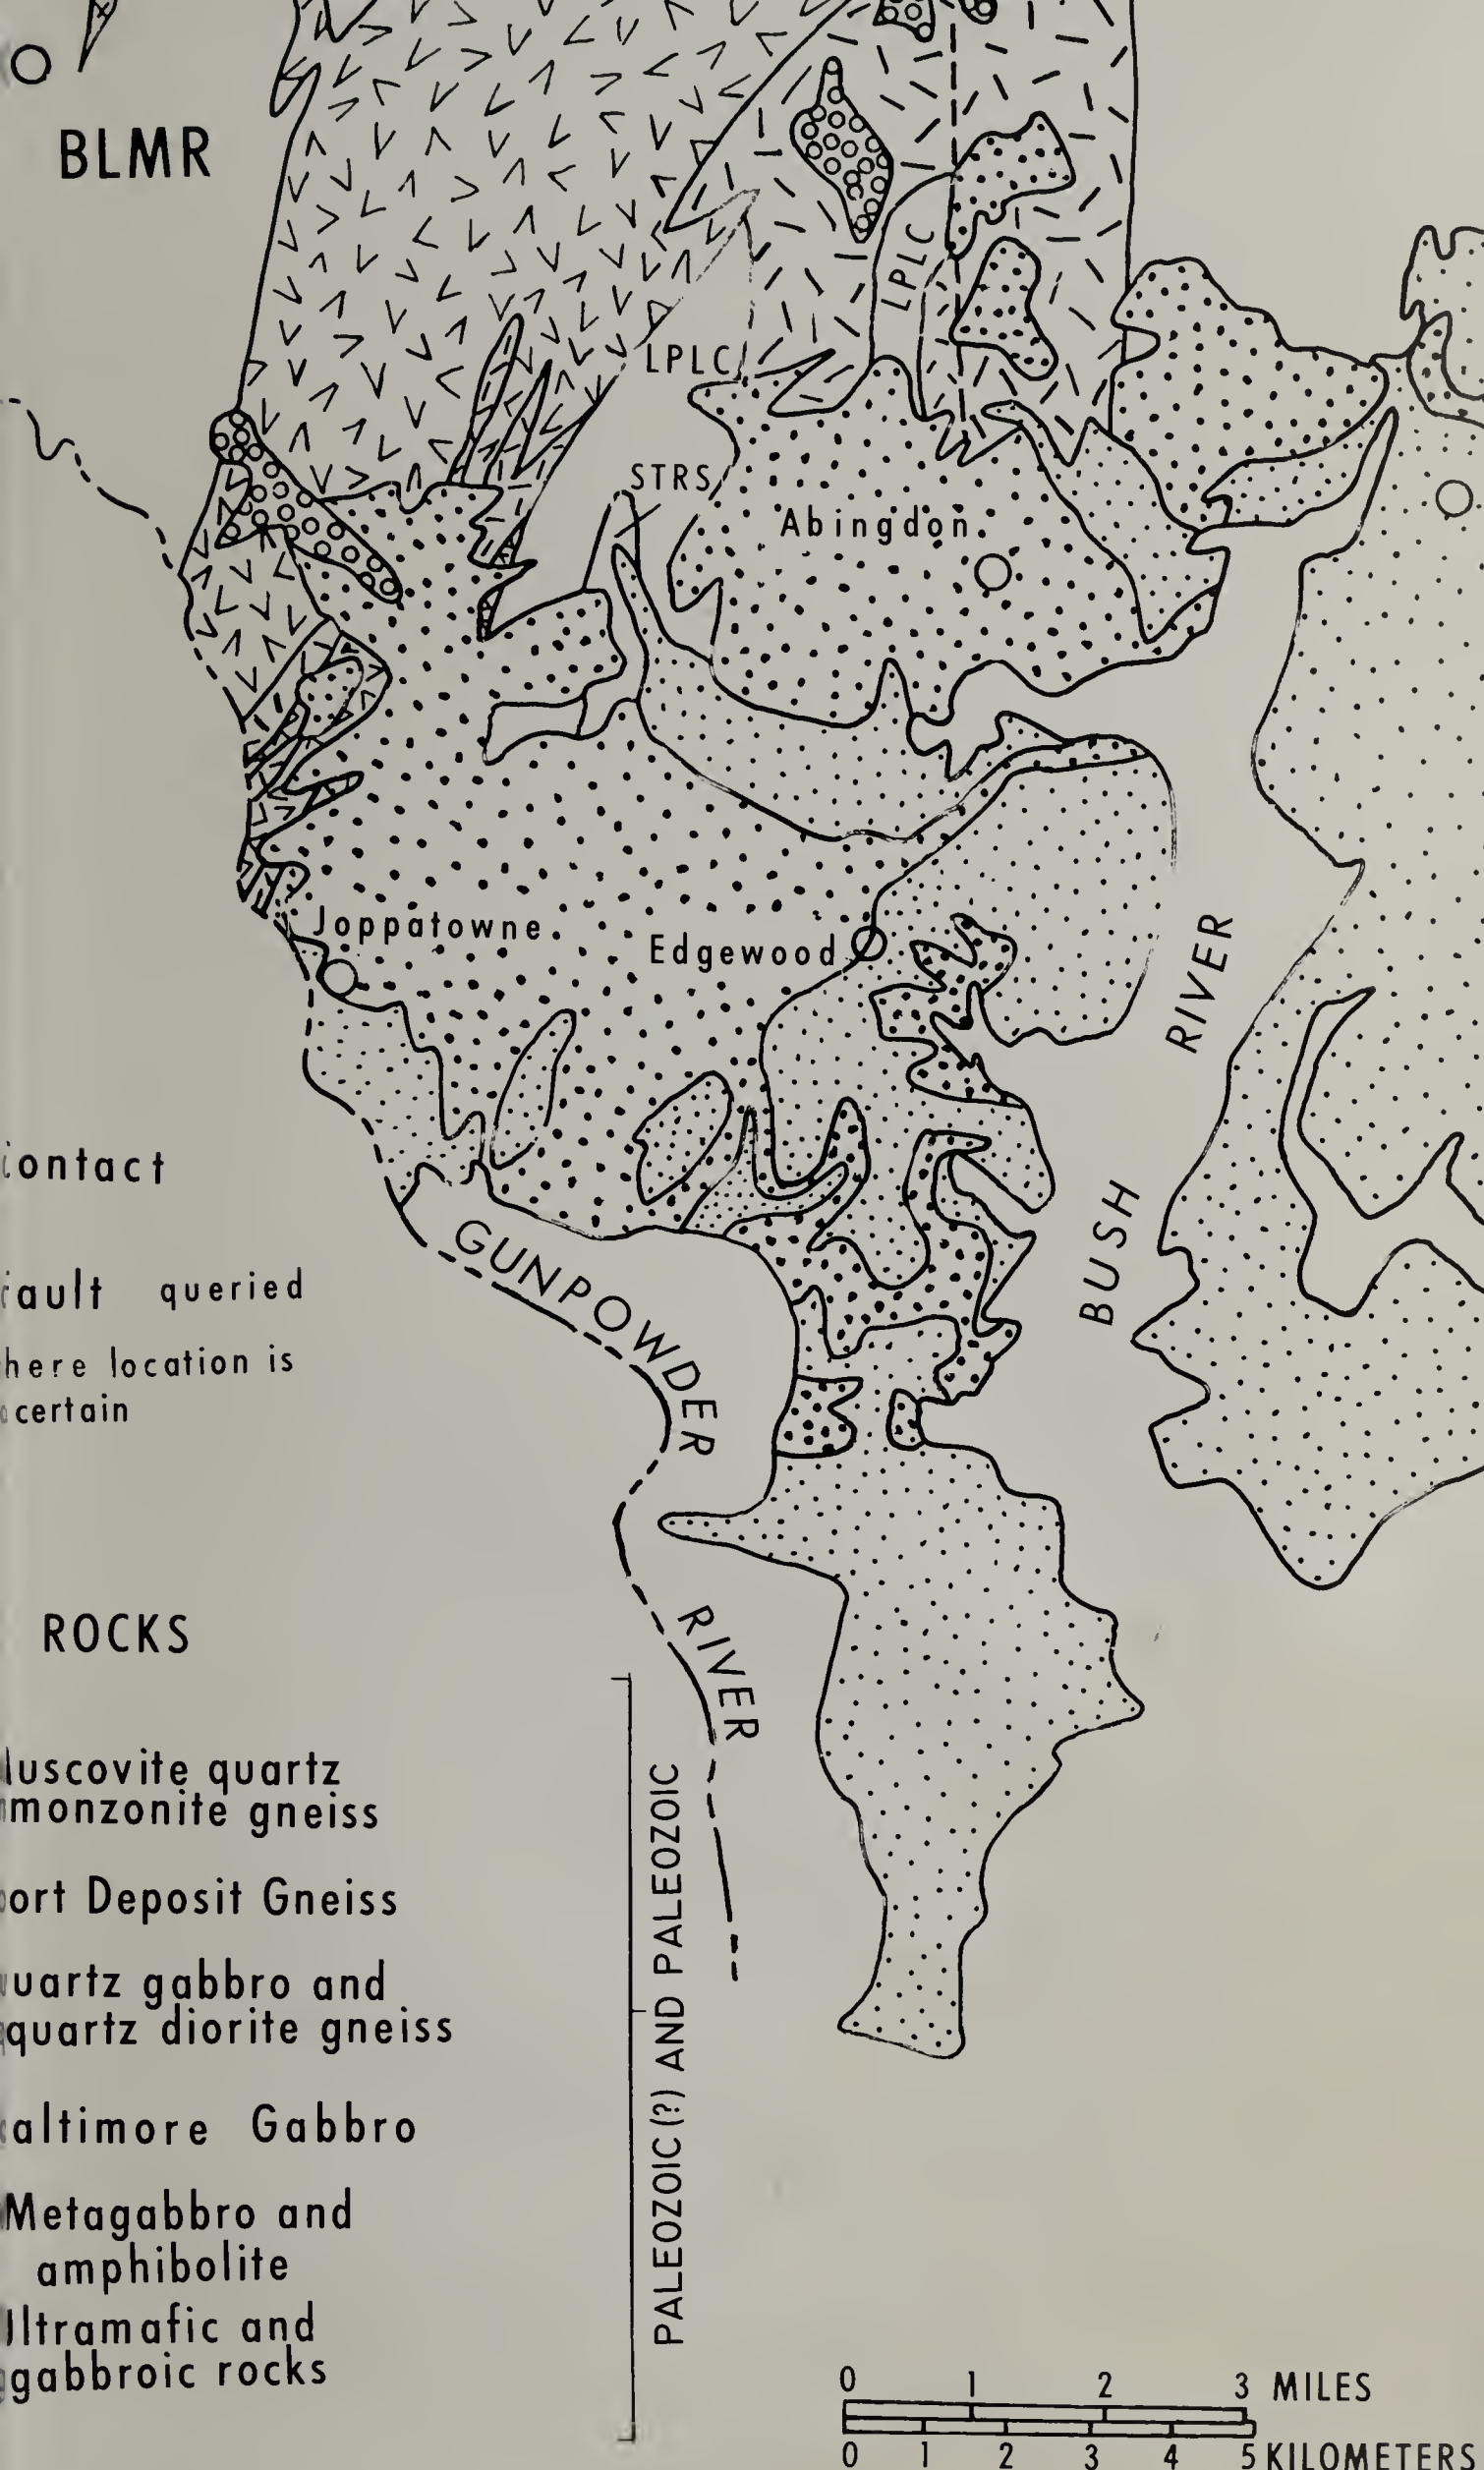 BLMR
LPLC
LPLC
STRS
Abingdon
Joppatowne
Edgewood
BUSH RIVER
ontact
GUNPOWDER RIVER
ault queried
here location is
certain
ROCKS
uscovite quartz
monzonite gneiss
ort Deposit Gneiss
uartz gabbro and
quartz diorite gneiss
altimore Gabbro
Metagabbro and
amphibolite
ltramafic and
gabbroic rocks
PALEOZOIC (?) AND PALEOZOIC
0 1 2 3 MILES
0 1 2 3 4 5 KILOMETERS